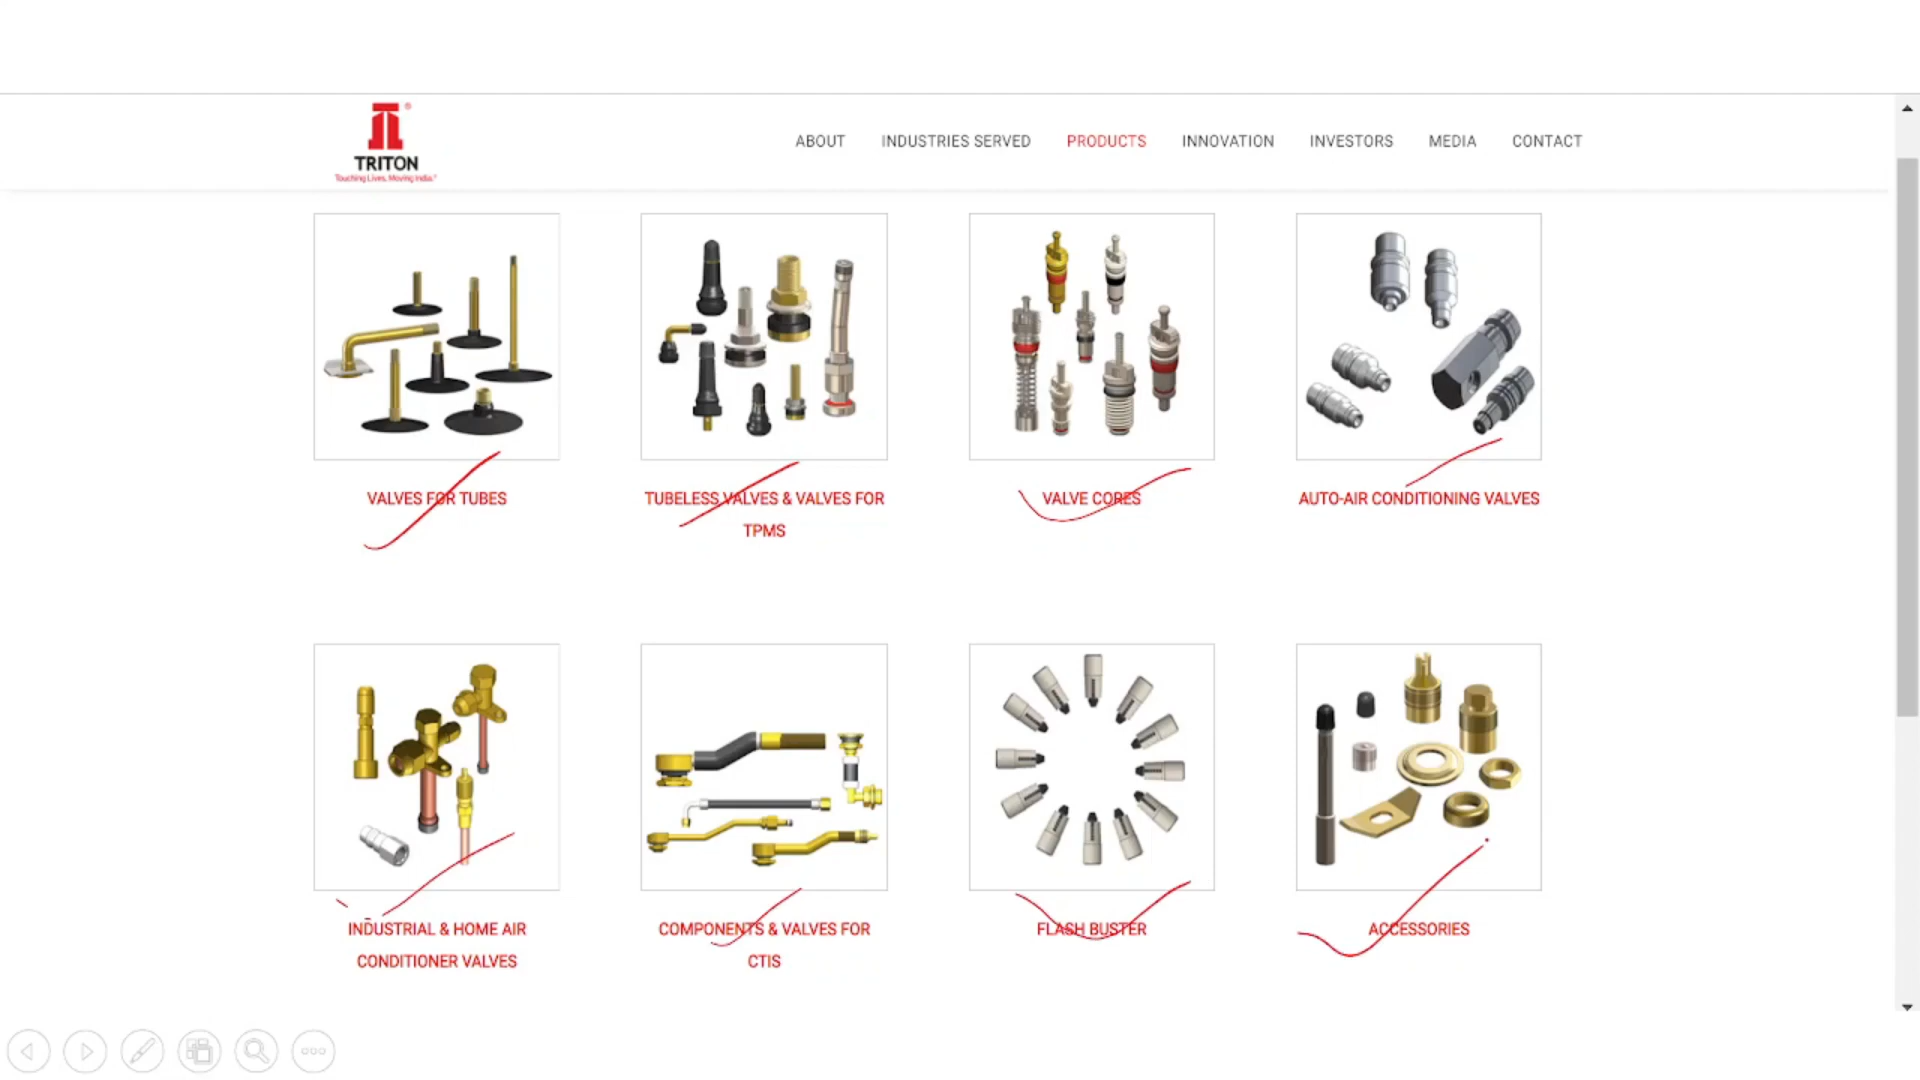 TRITON
Touching Lives, Moving India.®
ABOUT INDUSTRIES SERVED PRODUCTS INNOVATION INVESTORS MEDIA CONTACT
VALVES FOR TUBES
TUBELESS VALVES & VALVES FOR
TPMS
VALVE CORES
AUTO-AIR CONDITIONING VALVES
INDUSTRIAL & HOME AIR
CONDITIONER VALVES
COMPONENTS & VALVES FOR
CTIS
FLASH BUSTER
ACCESSORIES